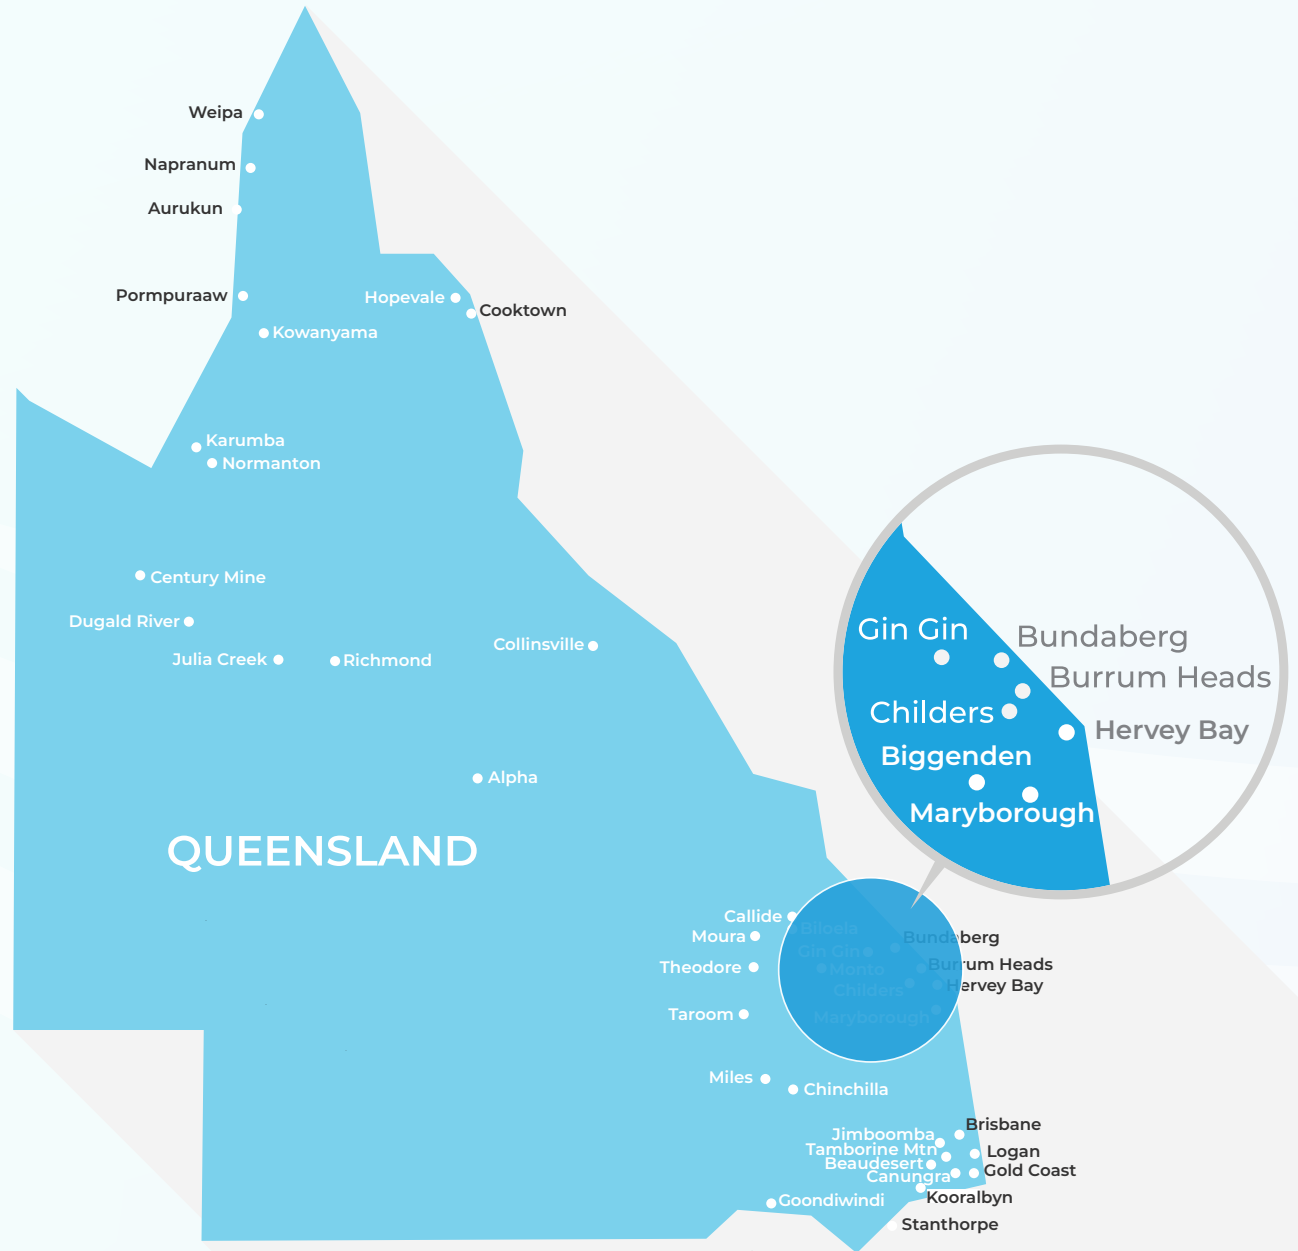 Weipa
Napranum
Aurukun
Pormpuraaw
Hopevale
Cooktown
Kowanyama
Karumba
Normanton
Century Mine
Dugald River
Julia Creek
Richmond
Collinsville
Gin Gin
Bundaberg
Burrum Heads
Childers
Hervey Bay
Biggenden
Maryborough
Alpha
QUEENSLAND
Callide
Biloela
Moura
Bundaberg
Gin Gin
Theodore
Monto
Burrum Heads
Childers
Hervey Bay
Taroom
Maryborough
Miles
Chinchilla
Brisbane
Jimboomba
Tamborine Mtn
Logan
Beaudesert
Gold Coast
Canungra
Kooralbyn
Goondiwindi
Stanthorpe